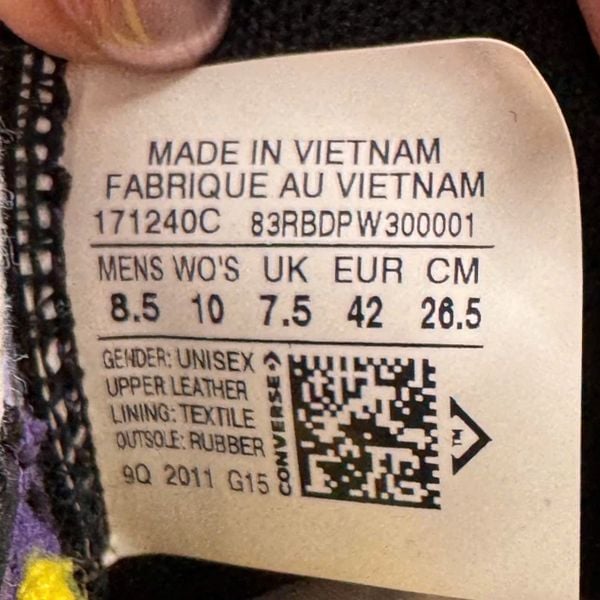 MADE IN VIETNAM
FABRIQUE AU VIETNAM
171240C 83RBDPW300001
MENS WO'S UK EUR CM
8.5 10 7.5 42 26.5
GENDER: UNISEX
UPPER LEATHER
LINING: TEXTILE
OUTSOLE: RUBBER
9Q 2011 G15
CONVERSE
TM